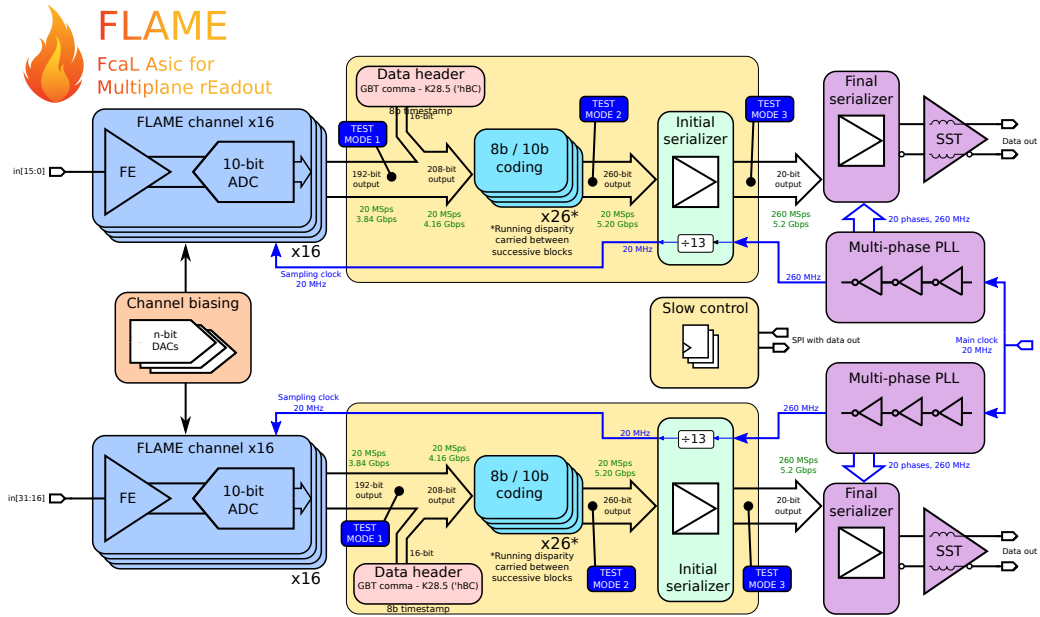 FLAME
FcaL Asic for
Multiplane rEadout
Data header
GBT comma - K28.5 ('hBC)
8b timestamp
16-bit
FLAME channel x16
FE
10-bit
ADC
in[15:0]
x16
TEST
MODE 1
192-bit
output
20 MSps
3.84 Gbps
208-bit
output
20 MSps
4.16 Gbps
8b / 10b
coding
x26*
*Running disparity
carried between
successive blocks
TEST
MODE 2
260-bit
output
20 MSps
5.20 Gbps
Initial
serializer
÷13
20 MHz
TEST
MODE 3
20-bit
output
260 MSps
5.2 Gbps
Final
serializer
SST
Data out
20 phases, 260 MHz
Multi-phase PLL
260 MHz
Sampling clock
20 MHz
Channel biasing
n-bit
DACs
Slow control
SPI with data out
Main clock
20 MHz
Multi-phase PLL
260 MHz
20 phases, 260 MHz
Sampling clock
20 MHz
FLAME channel x16
FE
10-bit
ADC
in[31:16]
x16
20 MSps
3.84 Gbps
192-bit
output
TEST
MODE 1
20 MSps
4.16 Gbps
208-bit
output
16-bit
Data header
GBT comma - K28.5 ('hBC)
8b timestamp
8b / 10b
coding
x26*
*Running disparity
carried between
successive blocks
20 MSps
5.20 Gbps
260-bit
output
TEST
MODE 2
20 MHz
÷13
Initial
serializer
260 MSps
5.2 Gbps
20-bit
output
TEST
MODE 3
Final
serializer
SST
Data out